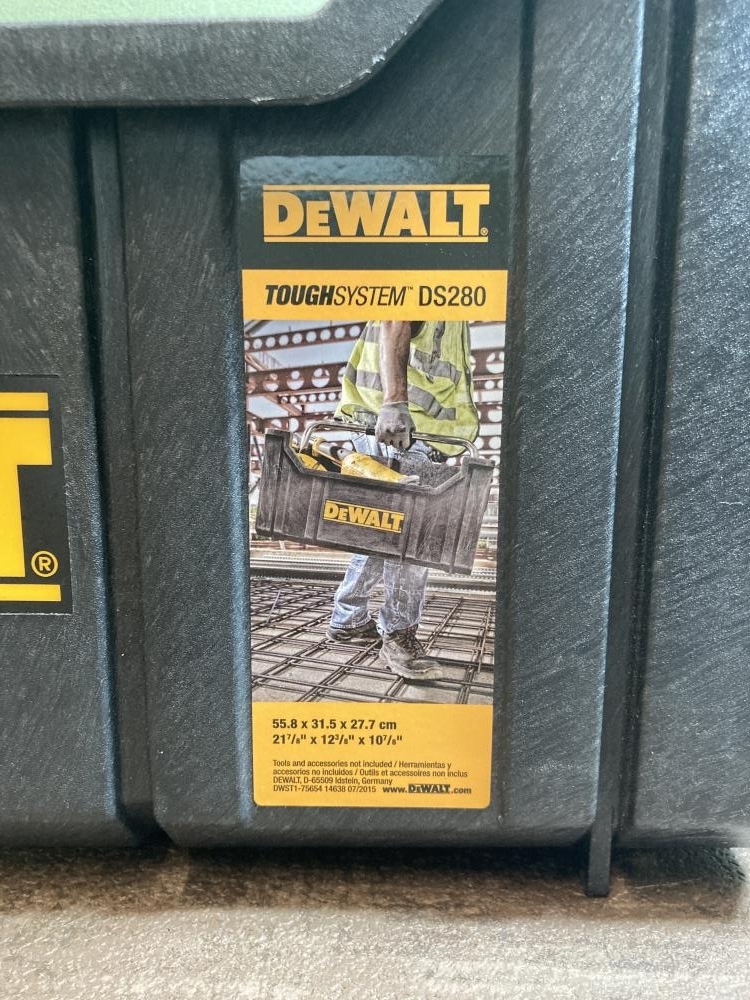 DEWALT®
TOUGHSYSTEM™ DS280
DEWALT
T®
55.8 x 31.5 x 27.7 cm
21⁷/₈" x 12³/₈" x 10⁷/₈"
Tools and accessories not included / Herramientas y
accesorios no incluidos / Outils et accessoires non inclus
DEWALT, D-65509 Idstein, Germany
DWST1-75654 14638 07/2015 www.DEWALT.com